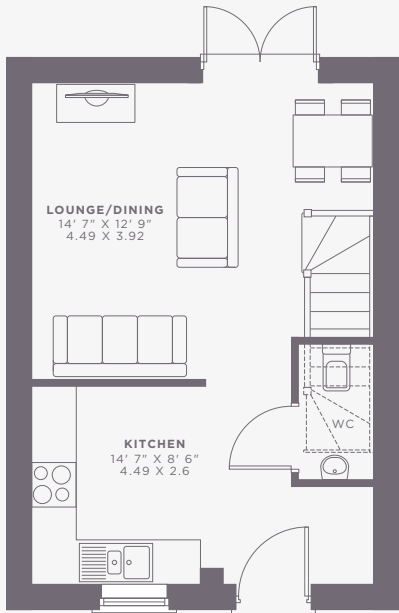 LOUNGE/DINING
14' 7" X 12' 9"
4.49 X 3.92
WC
KITCHEN
14' 7" X 8' 6"
4.49 X 2.6